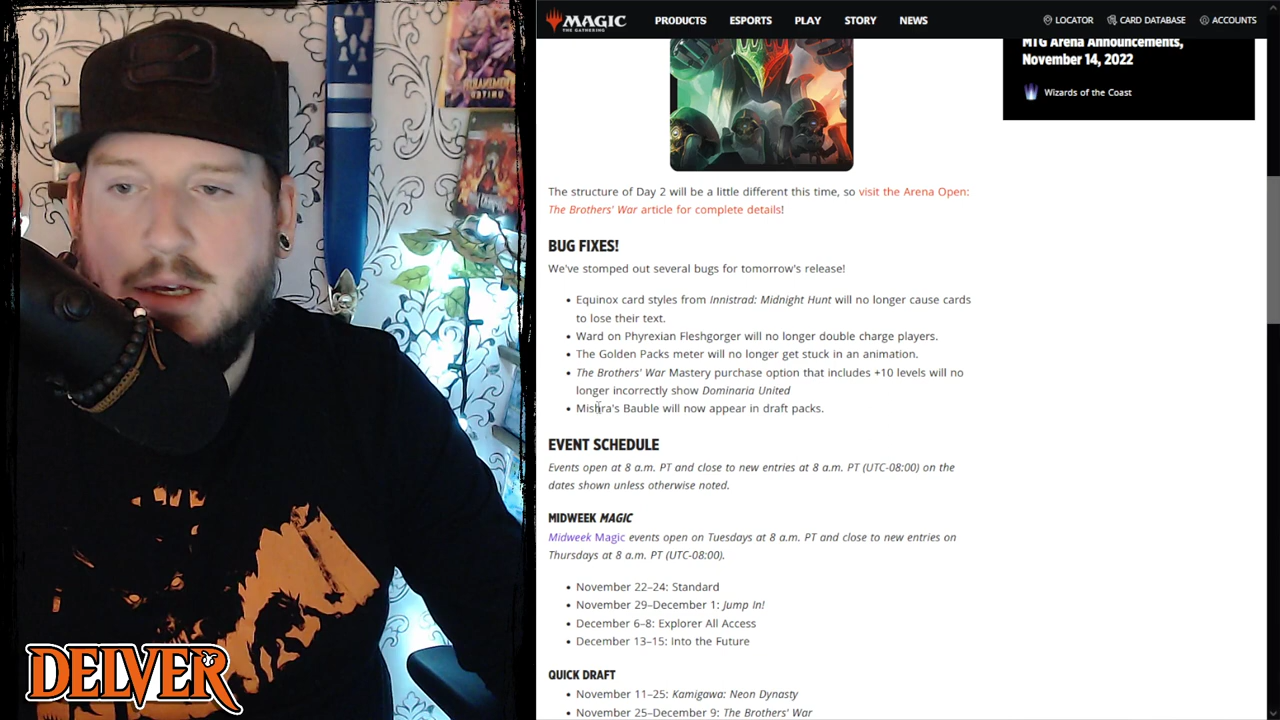 MAGIC
THE GATHERING
PRODUCTS
ESPORTS
PLAY
STORY
NEWS
LOCATOR
CARD DATABASE
ACCOUNTS
MTG Arena Announcements,
November 14, 2022
Wizards of the Coast
The structure of Day 2 will be a little different this time, so visit the Arena Open:
The Brothers' War article for complete details!
BUG FIXES!
We've stomped out several bugs for tomorrow's release!
• Equinox card styles from Innistrad: Midnight Hunt will no longer cause cards
to lose their text.
• Ward on Phyrexian Fleshgorger will no longer double charge players.
• The Golden Packs meter will no longer get stuck in an animation.
• The Brothers' War Mastery purchase option that includes +10 levels will no
longer incorrectly show Dominaria United
• Mishra's Bauble will now appear in draft packs.
EVENT SCHEDULE
Events open at 8 a.m. PT and close to new entries at 8 a.m. PT (UTC-08:00) on the
dates shown unless otherwise noted.
MIDWEEK MAGIC
Midweek Magic events open on Tuesdays at 8 a.m. PT and close to new entries on
Thursdays at 8 a.m. PT (UTC-08:00).
• November 22–24: Standard
• November 29–December 1: Jump In!
• December 6–8: Explorer All Access
• December 13–15: Into the Future
QUICK DRAFT
• November 11–25: Kamigawa: Neon Dynasty
• November 25–December 9: The Brothers' War
DELVER